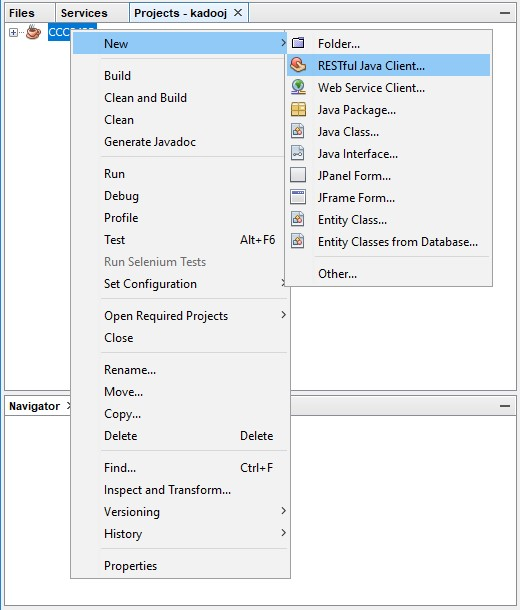 Files Services Projects - kadooj
New
Build
Clean and Build
Clean
Generate Javadoc
Run
Debug
Profile
Test Alt+F6
Run Selenium Tests
Set Configuration
Open Required Projects
Close
Rename...
Move...
Copy...
Delete Delete
Find... Ctrl+F
Inspect and Transform...
Versioning
History
Properties
Folder...
RESTful Java Client...
Web Service Client...
Java Package...
Java Class...
Java Interface...
JPanel Form...
JFrame Form...
Entity Class...
Entity Classes from Database...
Other...
Navigator